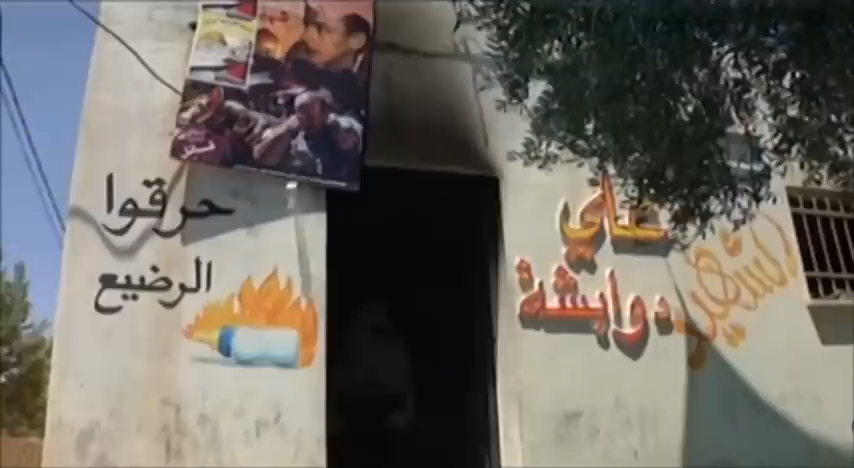 حرقوا
الرضيع
الشهيد
علي
دوابشة